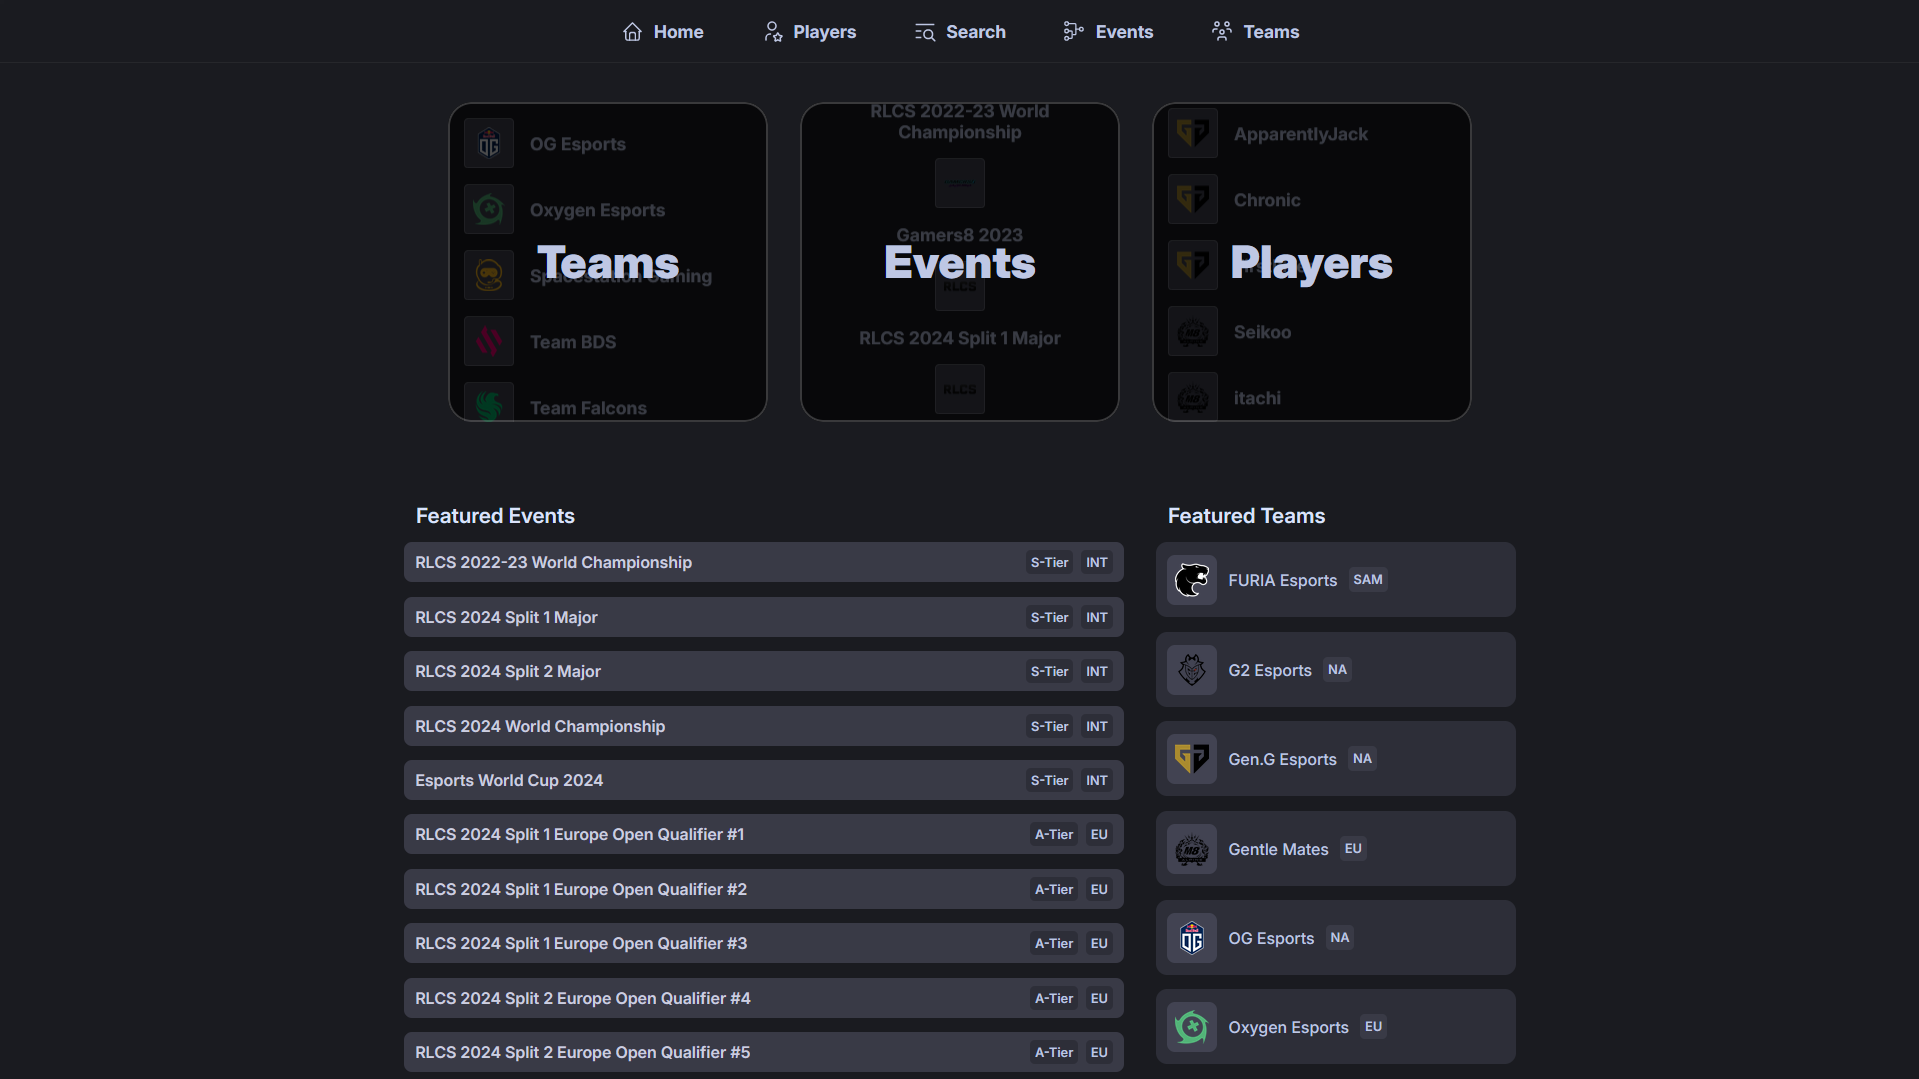 Home
Players
Search
Events
Teams
OG Esports
Oxygen Esports
Spacestation Gaming
Team BDS
Team Falcons
Teams
RLCS 2022-23 World
Championship
Gamers8 2023
RLCS
RLCS 2024 Split 1 Major
RLCS
Events
ApparentlyJack
Chronic
Seikoo
itachi
Players
Featured Events
RLCS 2022-23 World Championship S-Tier INT
RLCS 2024 Split 1 Major S-Tier INT
RLCS 2024 Split 2 Major S-Tier INT
RLCS 2024 World Championship S-Tier INT
Esports World Cup 2024 S-Tier INT
RLCS 2024 Split 1 Europe Open Qualifier #1 A-Tier EU
RLCS 2024 Split 1 Europe Open Qualifier #2 A-Tier EU
RLCS 2024 Split 1 Europe Open Qualifier #3 A-Tier EU
RLCS 2024 Split 2 Europe Open Qualifier #4 A-Tier EU
RLCS 2024 Split 2 Europe Open Qualifier #5 A-Tier EU
Featured Teams
FURIA Esports SAM
G2 Esports NA
Gen.G Esports NA
Gentle Mates EU
OG Esports NA
Oxygen Esports EU